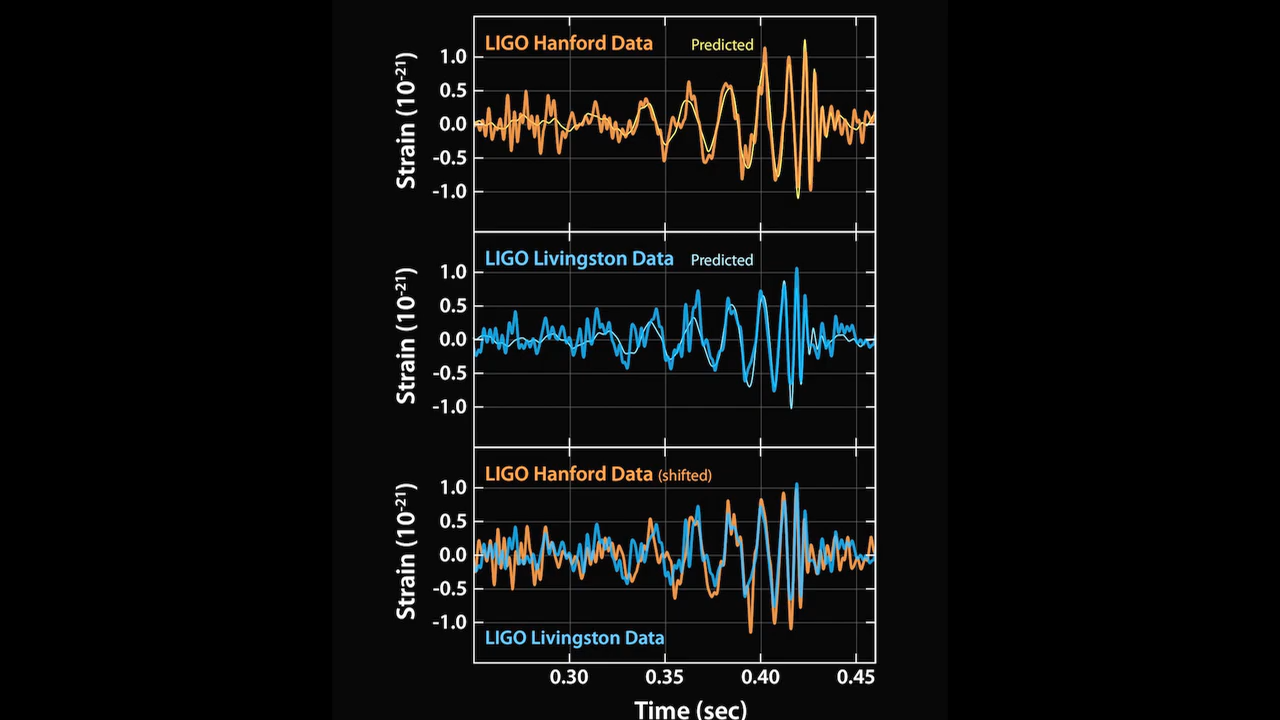 LIGO Hanford Data Predicted
1.0
0.5
0.0
-0.5
-1.0
Strain (10⁻²¹)
LIGO Livingston Data Predicted
1.0
0.5
0.0
-0.5
-1.0
Strain (10⁻²¹)
LIGO Hanford Data (shifted)
1.0
0.5
0.0
-0.5
-1.0
Strain (10⁻²¹)
LIGO Livingston Data
0.30 0.35 0.40 0.45
Time (sec)